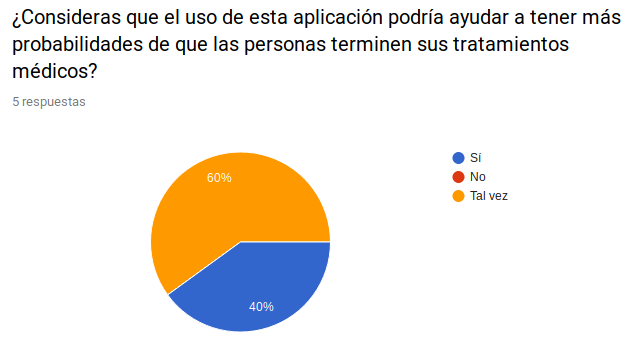 ¿Consideras que el uso de esta aplicación podría ayudar a tener más
probabilidades de que las personas terminen sus tratamientos
médicos?
5 respuestas
60%
40%
Sí
No
Tal vez